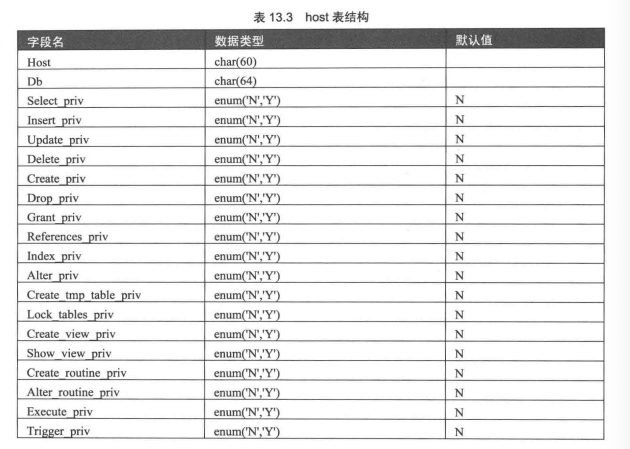 表 13.3 host 表结构
字段名 数据类型 默认值
Host char(60)
Db char(64)
Select_priv enum('N','Y') N
Insert_priv enum('N','Y') N
Update_priv enum('N','Y') N
Delete_priv enum('N','Y') N
Create_priv enum('N','Y') N
Drop_priv enum('N','Y') N
Grant_priv enum('N','Y') N
References_priv enum('N','Y') N
Index_priv enum('N','Y') N
Alter_priv enum('N','Y') N
Create_tmp_table_priv enum('N','Y') N
Lock_tables_priv enum('N','Y') N
Create_view_priv enum('N','Y') N
Show_view_priv enum('N','Y') N
Create_routine_priv enum('N','Y') N
Alter_routine_priv enum('N','Y') N
Execute_priv enum('N','Y') N
Trigger_priv enum('N','Y') N